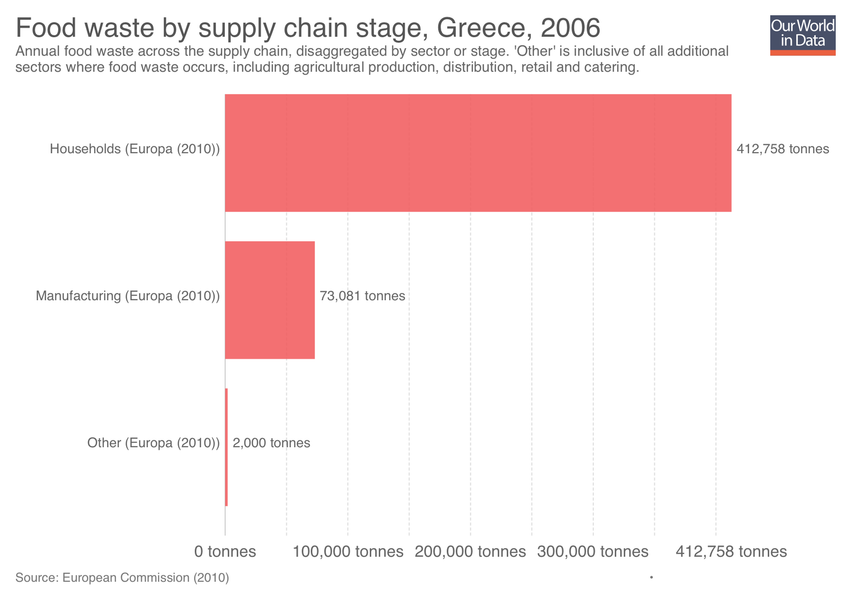 Food waste by supply chain stage, Greece, 2006
Our World
in Data
Annual food waste across the supply chain, disaggregated by sector or stage. 'Other' is inclusive of all additional
sectors where food waste occurs, including agricultural production, distribution, retail and catering.
Households (Europa (2010))
412,758 tonnes
Manufacturing (Europa (2010))
73,081 tonnes
Other (Europa (2010))
2,000 tonnes
0 tonnes
100,000 tonnes
200,000 tonnes
300,000 tonnes
412,758 tonnes
Source: European Commission (2010)